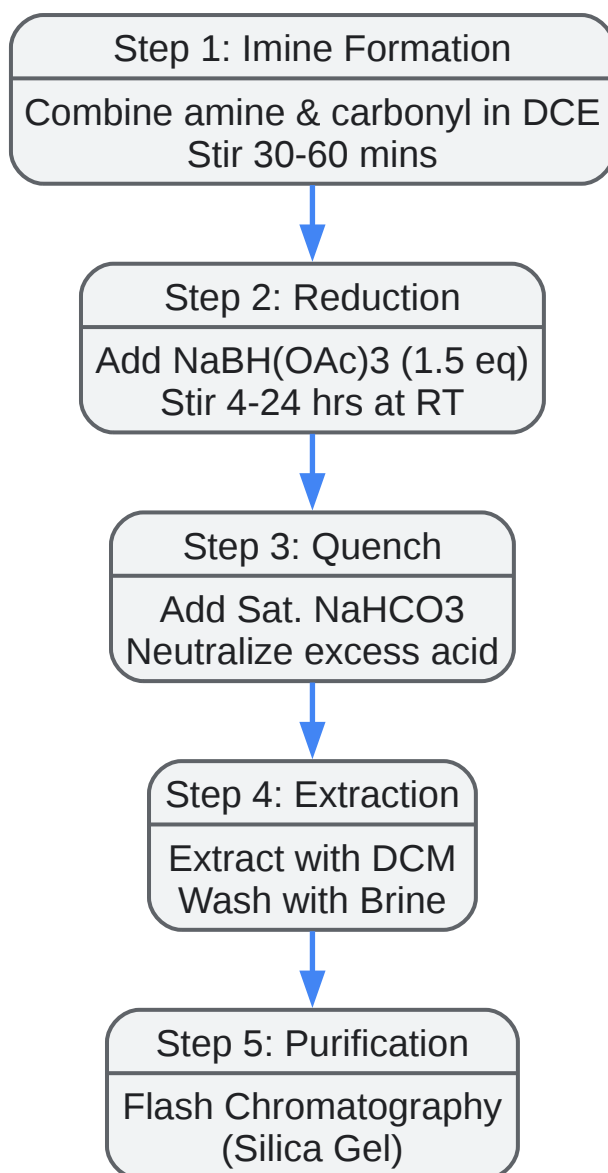 Step 1: Imine Formation
Combine amine & carbonyl in DCE
Stir 30-60 mins
Step 2: Reduction
Add NaBH(OAc)3 (1.5 eq)
Stir 4-24 hrs at RT
Step 3: Quench
Add Sat. NaHCO3
Neutralize excess acid
Step 4: Extraction
Extract with DCM
Wash with Brine
Step 5: Purification
Flash Chromatography
(Silica Gel)